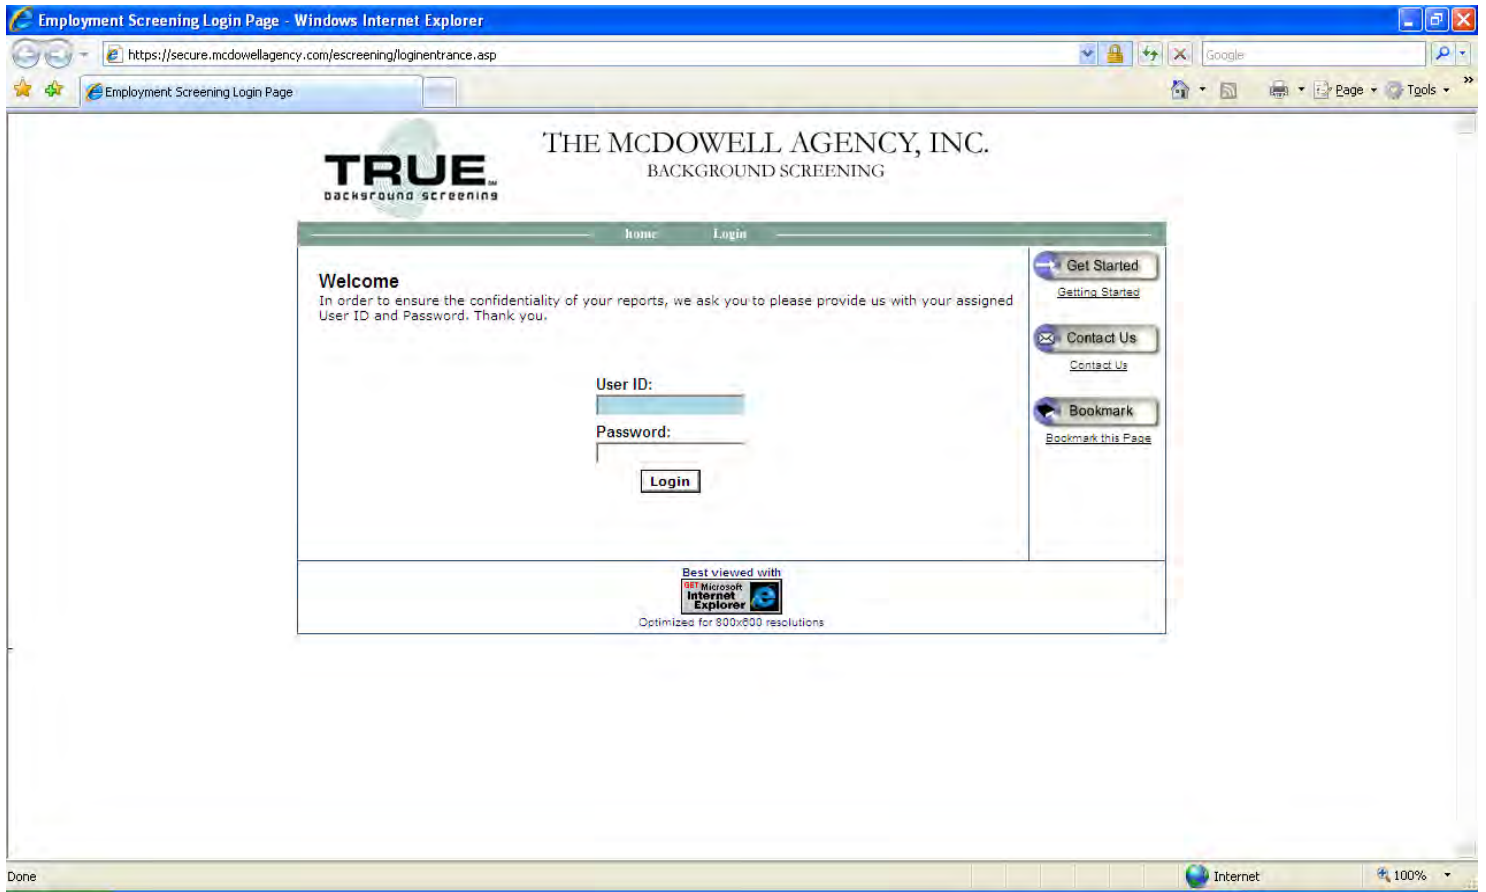 Employment Screening Login Page - Windows Internet Explorer
https://secure.mcdowellagency.com/escreening/loginentrance.asp
Google
Employment Screening Login Page
Page
Tools
»
TRUE
SM
background screening
THE MCDOWELL AGENCY, INC.
BACKGROUND SCREENING
home Login
Welcome
In order to ensure the confidentiality of your reports, we ask you to please provide us with your assigned
User ID and Password. Thank you.
User ID:
Password:
Login
Get Started
Getting Started
Contact Us
Contact Us
Bookmark
Bookmark this Page
Best viewed with
GET Microsoft
Internet
Explorer
Optimized for 800x600 resolutions
Done
Internet
100%